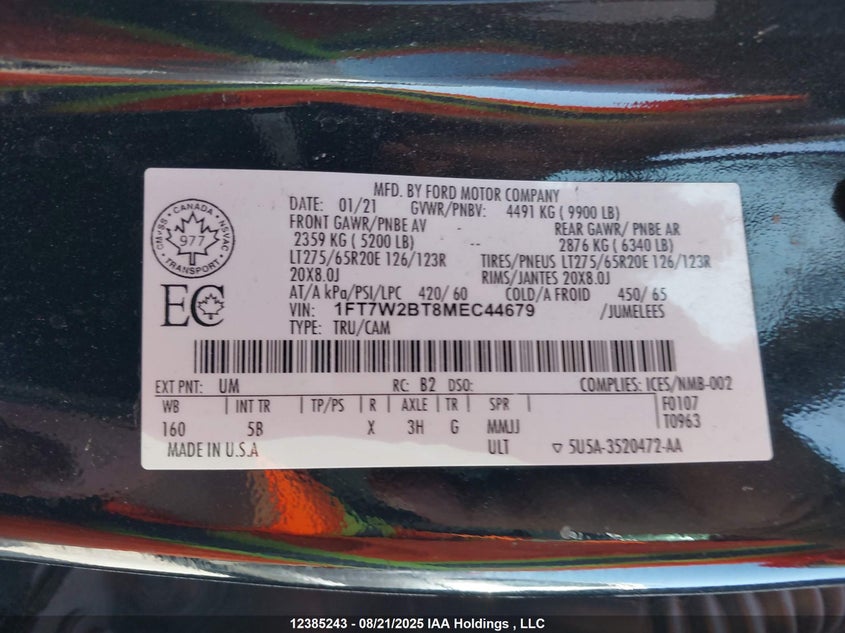 MFD. BY FORD MOTOR COMPANY
DATE: 01/21 GVWR/PNBV: 4491 KG ( 9900 LB)
FRONT GAWR/PNBE AV REAR GAWR/ PNBE AR
2359 KG ( 5200 LB) -- 2876 KG ( 6340 LB)
LT275/65R20E 126/123R TIRES/PNEUS LT275/65R20E 126/123R
20X8.0J RIMS/JANTES 20X8.0J
AT/A kPa/PSI/LPC 420/ 60 COLD/A FROID 450/ 65
VIN: 1FT7W2BT8MEC44679 /JUMELEES
TYPE: TRU/CAM
CMVSS CANADA NSVAC
977
TRANSPORT
EC
EXT PNT: UM RC: B2 DSO: COMPLIES: ICES/NMB-002
WB INT TR TP/PS R AXLE TR SPR F0107
160 5B X 3H G MMJJ T0963
MADE IN U.S.A ULT ▽ 5U5A-3520472-AA
12385243 - 08/21/2025 IAA Holdings , LLC